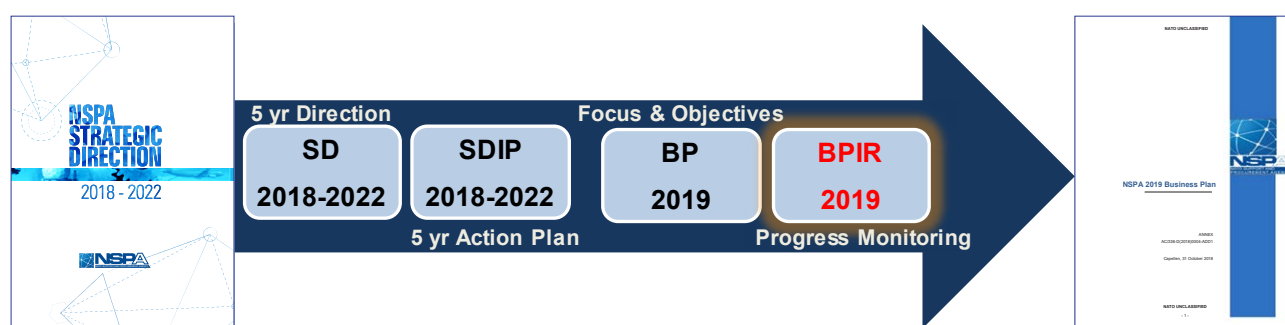 NSPA
STRATEGIC
DIRECTION
2018 - 2022
NSPA
5 yr Direction
SD
2018-2022
SDIP
2018-2022
5 yr Action Plan
Focus & Objectives
BP
2019
BPIR
2019
Progress Monitoring
NATO UNCLASSIFIED
NSPA
NSPA 2019 Business Plan
ANNEX
Capellen, 31 October 2018
NATO UNCLASSIFIED
- 1 -